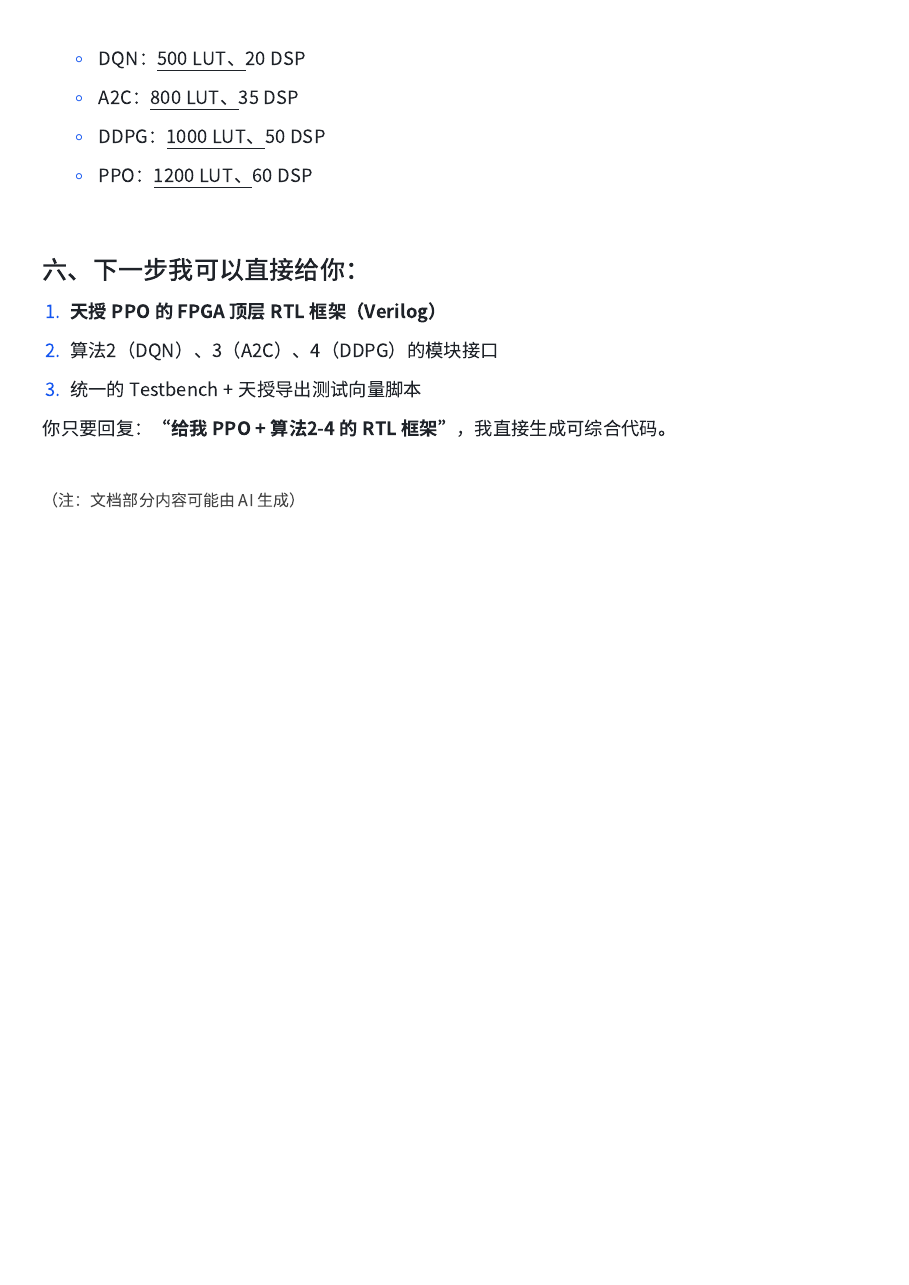 DQN：500 LUT、20 DSP
A2C：800 LUT、35 DSP
DDPG：1000 LUT、50 DSP
PPO：1200 LUT、60 DSP
六、下一步我可以直接给你：
1. 天授 PPO 的 FPGA 顶层 RTL 框架（Verilog）
2. 算法2（DQN）、3（A2C）、4（DDPG）的模块接口
3. 统一的 Testbench + 天授导出测试向量脚本
你只要回复：“给我 PPO + 算法2-4 的 RTL 框架”，我直接生成可综合代码。
（注：文档部分内容可能由 AI 生成）